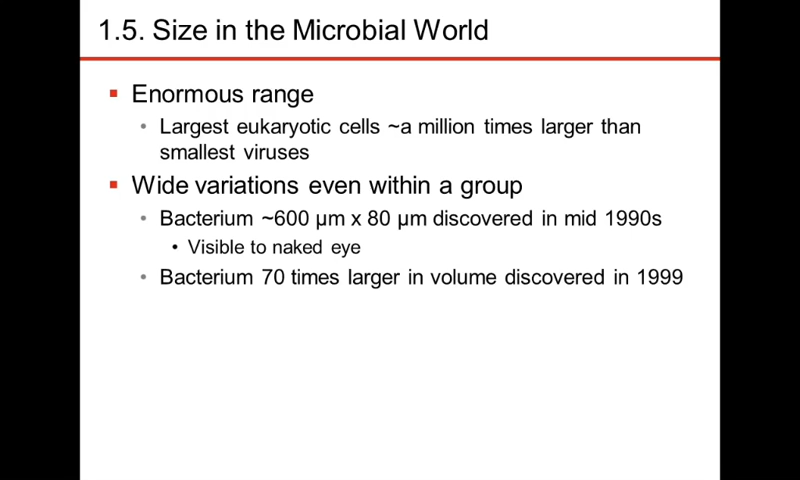 1.5. Size in the Microbial World
Enormous range
Largest eukaryotic cells ~a million times larger than
smallest viruses
Wide variations even within a group
Bacterium ~600 µm x 80 µm discovered in mid 1990s
Visible to naked eye
Bacterium 70 times larger in volume discovered in 1999